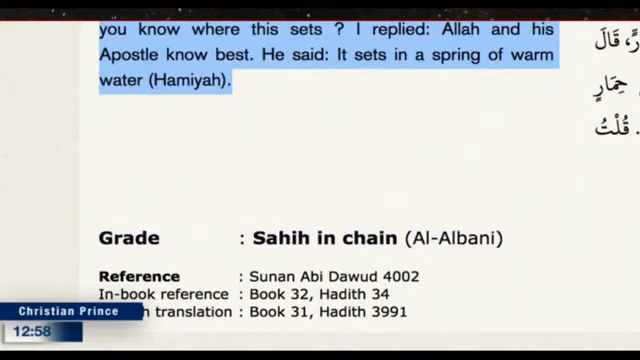 you know where this sets ? I replied: Allah and his
Apostle know best. He said: It sets in a spring of warm
water (Hamiyah).
قَالَ
حِمَارٍ
. قُلْتُ
Grade : Sahih in chain (Al-Albani)
Reference : Sunan Abi Dawud 4002
In-book reference : Book 32, Hadith 34
translation : Book 31, Hadith 3991
Christian Prince
12:58